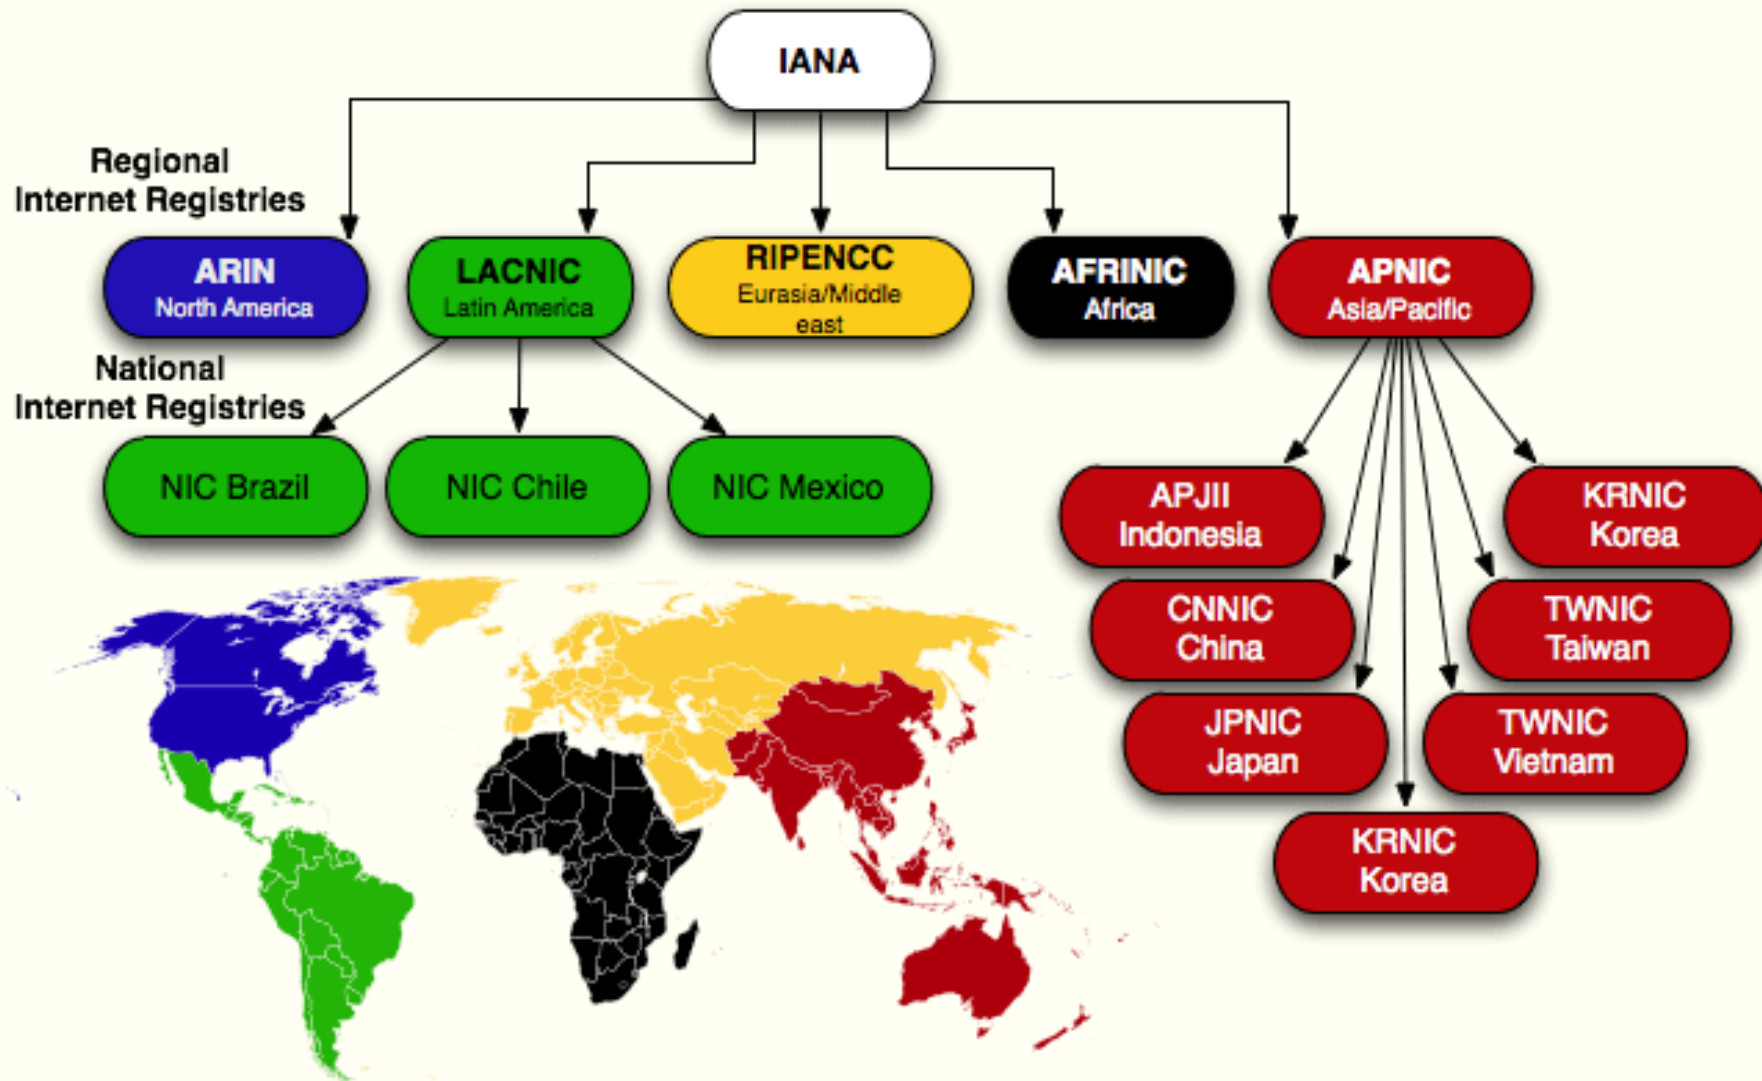 IANA
Regional
Internet Registries
ARIN
North America
LACNIC
Latin America
RIPENCC
Eurasia/Middle
east
AFRINIC
Africa
APNIC
Asia/Pacific
National
Internet Registries
NIC Brazil
NIC Chile
NIC Mexico
APJII
Indonesia
KRNIC
Korea
CNNIC
China
TWNIC
Taiwan
JPNIC
Japan
TWNIC
Vietnam
KRNIC
Korea